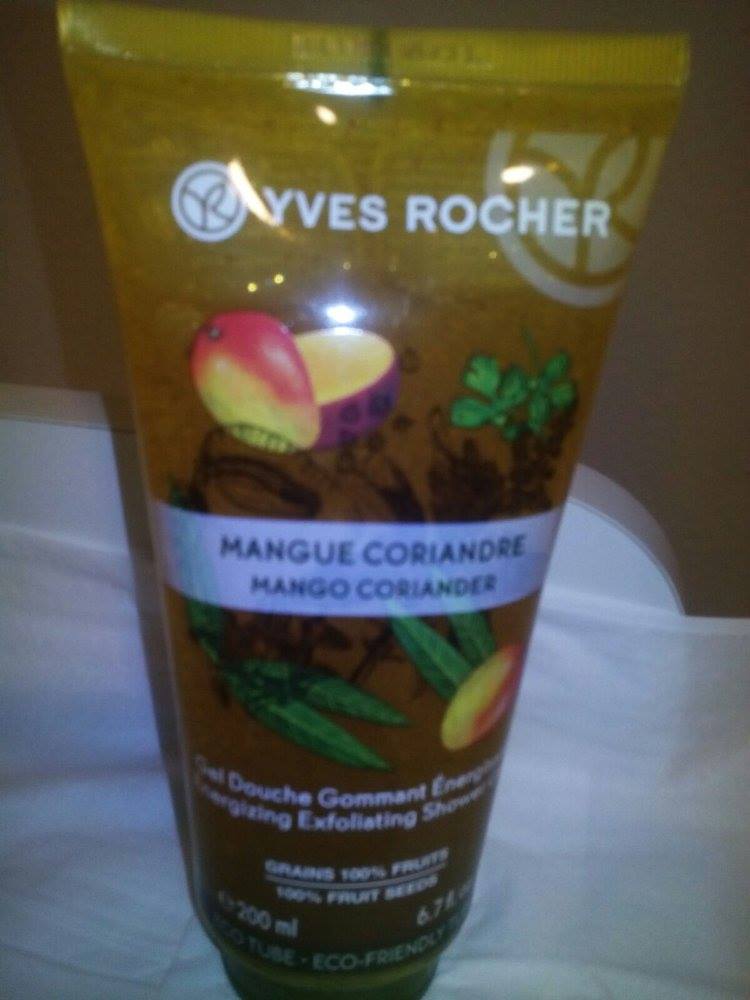 YVES ROCHER
MANGUE CORIANDRE
MANGO CORIANDER
Gel Douche Gommant
Energizing Exfoliating Shower
GRAINS 100% FRUITS
100% FRUIT SEEDS
200 ml 6.7 fl.
ECO TUBE • ECO-FRIENDLY